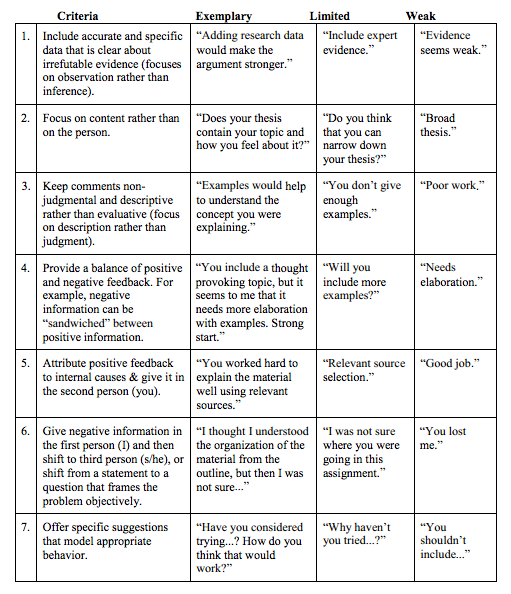 Criteria Exemplary Limited Weak
1. Include accurate and specific data that is clear about irrefutable evidence (focuses on observation rather than inference). “Adding research data would make the argument stronger.” “Include expert evidence.” “Evidence seems weak.”
2. Focus on content rather than on the person. “Does your thesis contain your topic and how you feel about it?” “Do you think that you can narrow down your thesis?” “Broad thesis.”
3. Keep comments non-judgmental and descriptive rather than evaluative (focus on description rather than judgment). “Examples would help to understand the concept you were explaining.” “You don’t give enough examples.” “Poor work.”
4. Provide a balance of positive and negative feedback. For example, negative information can be “sandwiched” between positive information. “You include a thought provoking topic, but it seems to me that it needs more elaboration with examples. Strong start.” “Will you include more examples?” “Needs elaboration.”
5. Attribute positive feedback to internal causes & give it in the second person (you). “You worked hard to explain the material well using relevant sources.” “Relevant source selection.” “Good job.”
6. Give negative information in the first person (I) and then shift to third person (s/he), or shift from a statement to a question that frames the problem objectively. “I thought I understood the organization of the material from the outline, but then I was not sure...” “I was not sure where you were going in this assignment.” “You lost me.”
7. Offer specific suggestions that model appropriate behavior. “Have you considered trying...? How do you think that would work?” “Why haven’t you tried...?” “You shouldn’t include...”